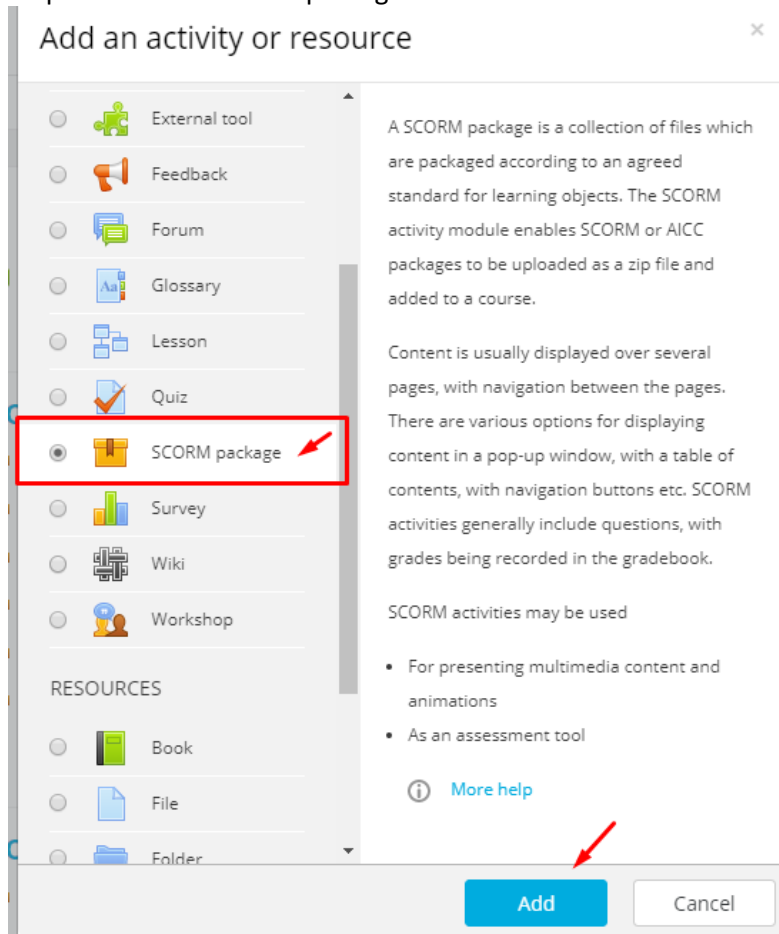 Add an activity or resource
×
External tool
Feedback
Forum
Aa
Glossary
Lesson
Quiz
SCORM package
Survey
Wiki
Workshop
RESOURCES
Book
File
Folder
A SCORM package is a collection of files which
are packaged according to an agreed
standard for learning objects. The SCORM
activity module enables SCORM or AICC
packages to be uploaded as a zip file and
added to a course.
Content is usually displayed over several
pages, with navigation between the pages.
There are various options for displaying
content in a pop-up window, with a table of
contents, with navigation buttons etc. SCORM
activities generally include questions, with
grades being recorded in the gradebook.
SCORM activities may be used
• For presenting multimedia content and
animations
• As an assessment tool
More help
Add
Cancel